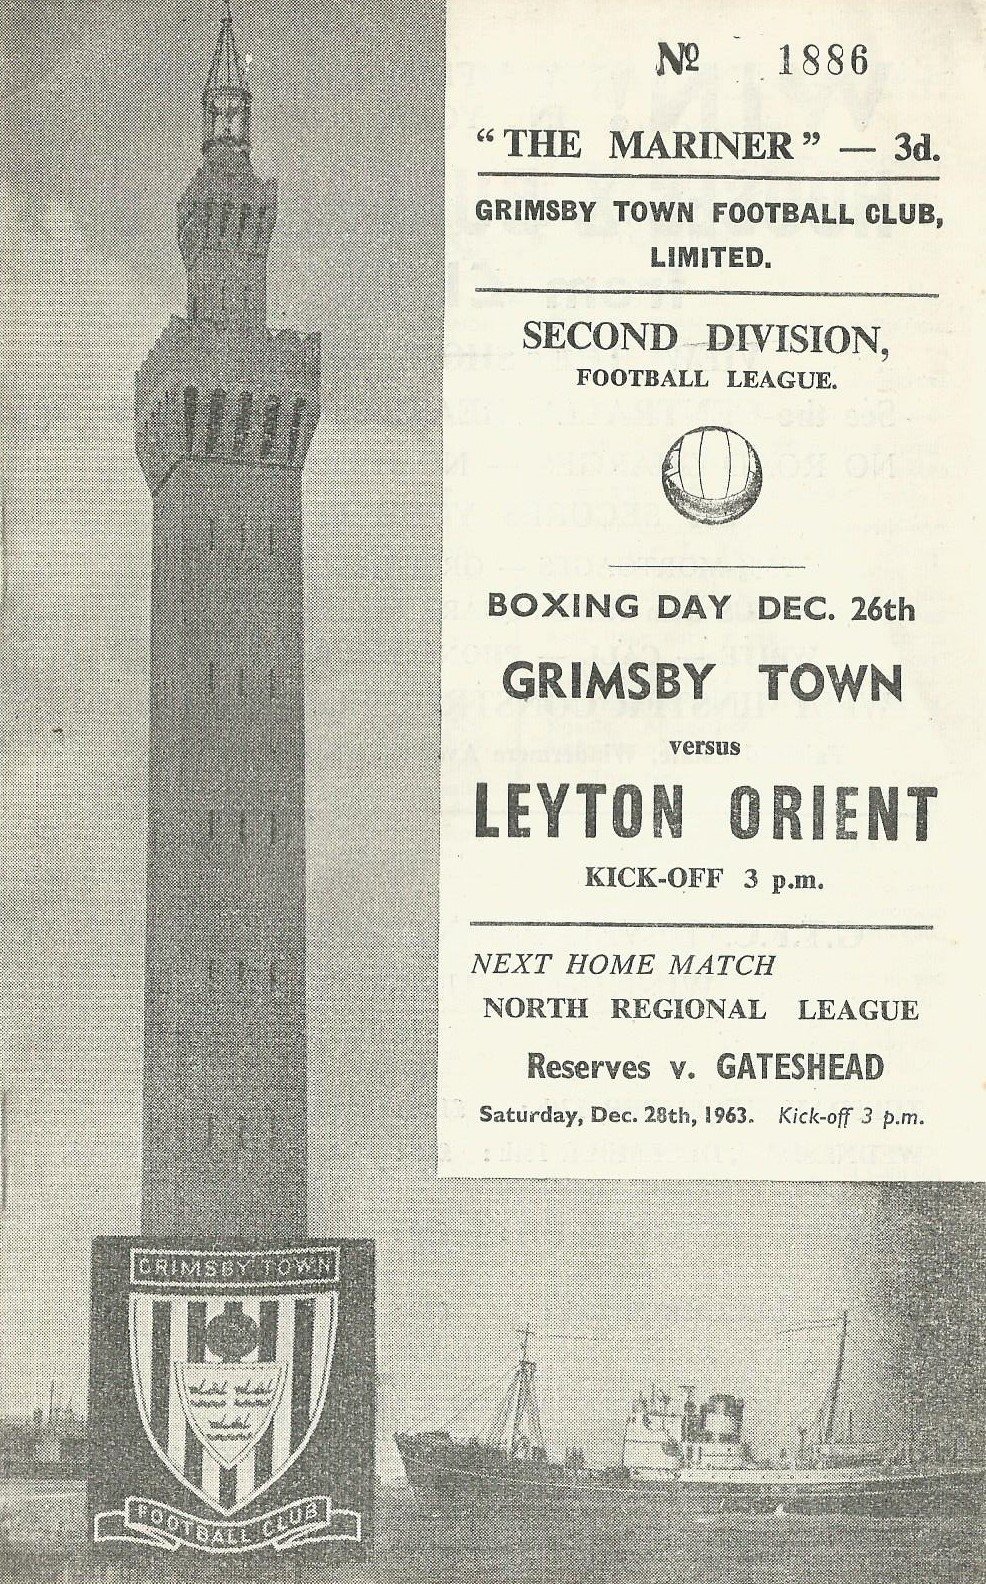 Nº 1886
"THE MARINER" — 3d.
GRIMSBY TOWN FOOTBALL CLUB,
LIMITED.
SECOND DIVISION,
FOOTBALL LEAGUE.
BOXING DAY DEC. 26th
GRIMSBY TOWN
versus
LEYTON ORIENT
KICK-OFF 3 p.m.
NEXT HOME MATCH
NORTH REGIONAL LEAGUE
Reserves v. GATESHEAD
Saturday, Dec. 28th, 1963. Kick-off 3 p.m.
GRIMSBY TOWN
FOOTBALL CLUB